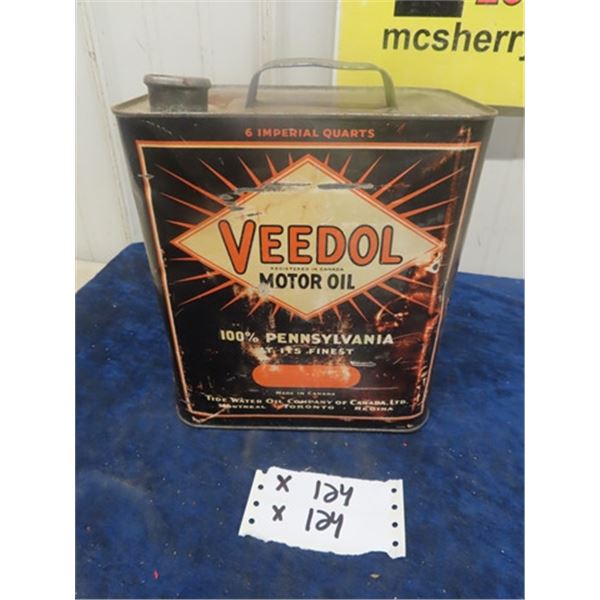 mcsherry
6 IMPERIAL QUARTS
VEEDOL
REGISTERED IN CANADA
MOTOR OIL
100% PENNSYLVANIA
AT ITS FINEST
MADE IN CANADA
TIDE WATER OIL COMPANY OF CANADA, LTD.
MONTREAL · TORONTO · REGINA
X 124
X 124